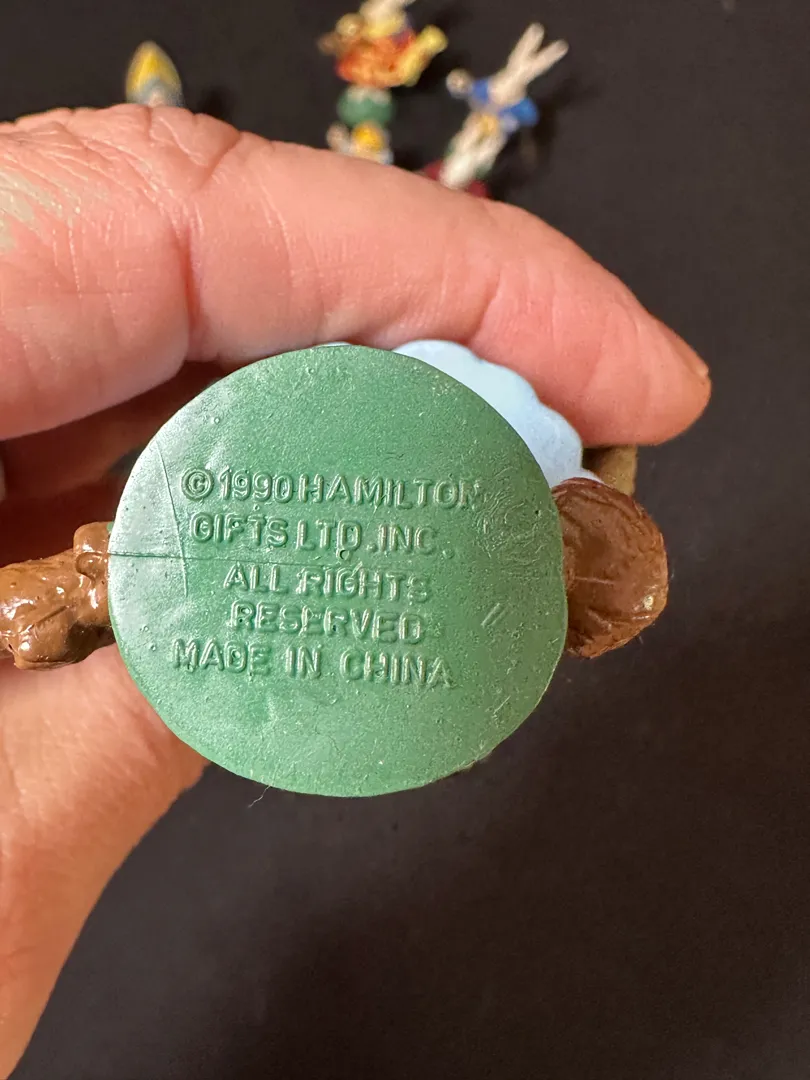 © 1990 HAMILTON
GIFTS LTD. INC.
ALL RIGHTS
RESERVED
MADE IN CHINA